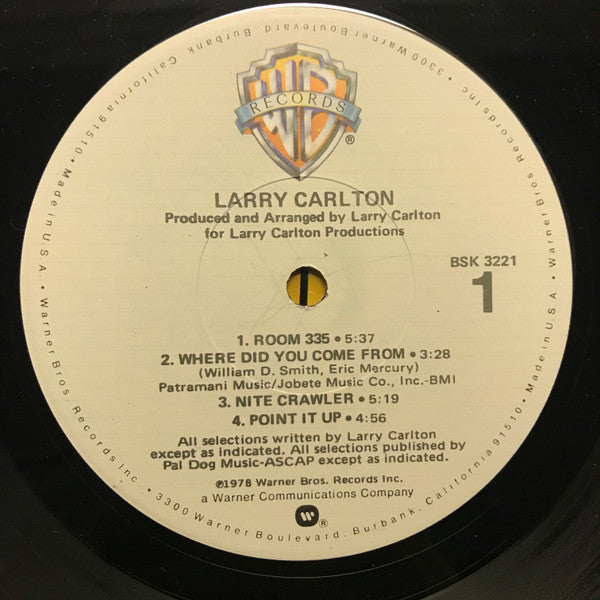 WB
RECORDS
®
LARRY CARLTON
Produced and Arranged by Larry Carlton
for Larry Carlton Productions
BSK 3221
1
1. ROOM 335 • 5:37
2. WHERE DID YOU COME FROM • 3:28
(William D. Smith, Eric Mercury)
Patramani Music/Jobete Music Co., Inc.-BMI
3. NITE CRAWLER • 5:19
4. POINT IT UP • 4:56
All selections written by Larry Carlton
except as indicated. All selections published by
Pal Dog Music-ASCAP except as indicated.
℗1978 Warner Bros. Records Inc.
a Warner Communications Company
W®
Warner Bros. Records Inc. • 3300 Warner Boulevard, Burbank, California 91510 • Made in U.S.A. • Warner Bros. Records Inc • 3300 Warner Boulevard, Burbank, California 91510 • Made in U.S.A. •